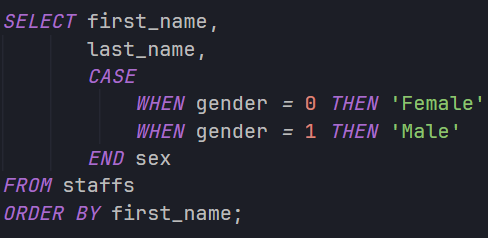 SELECT first_name,
       last_name,
       CASE
           WHEN gender = 0 THEN 'Female'
           WHEN gender = 1 THEN 'Male'
       END sex
FROM staffs
ORDER BY first_name;